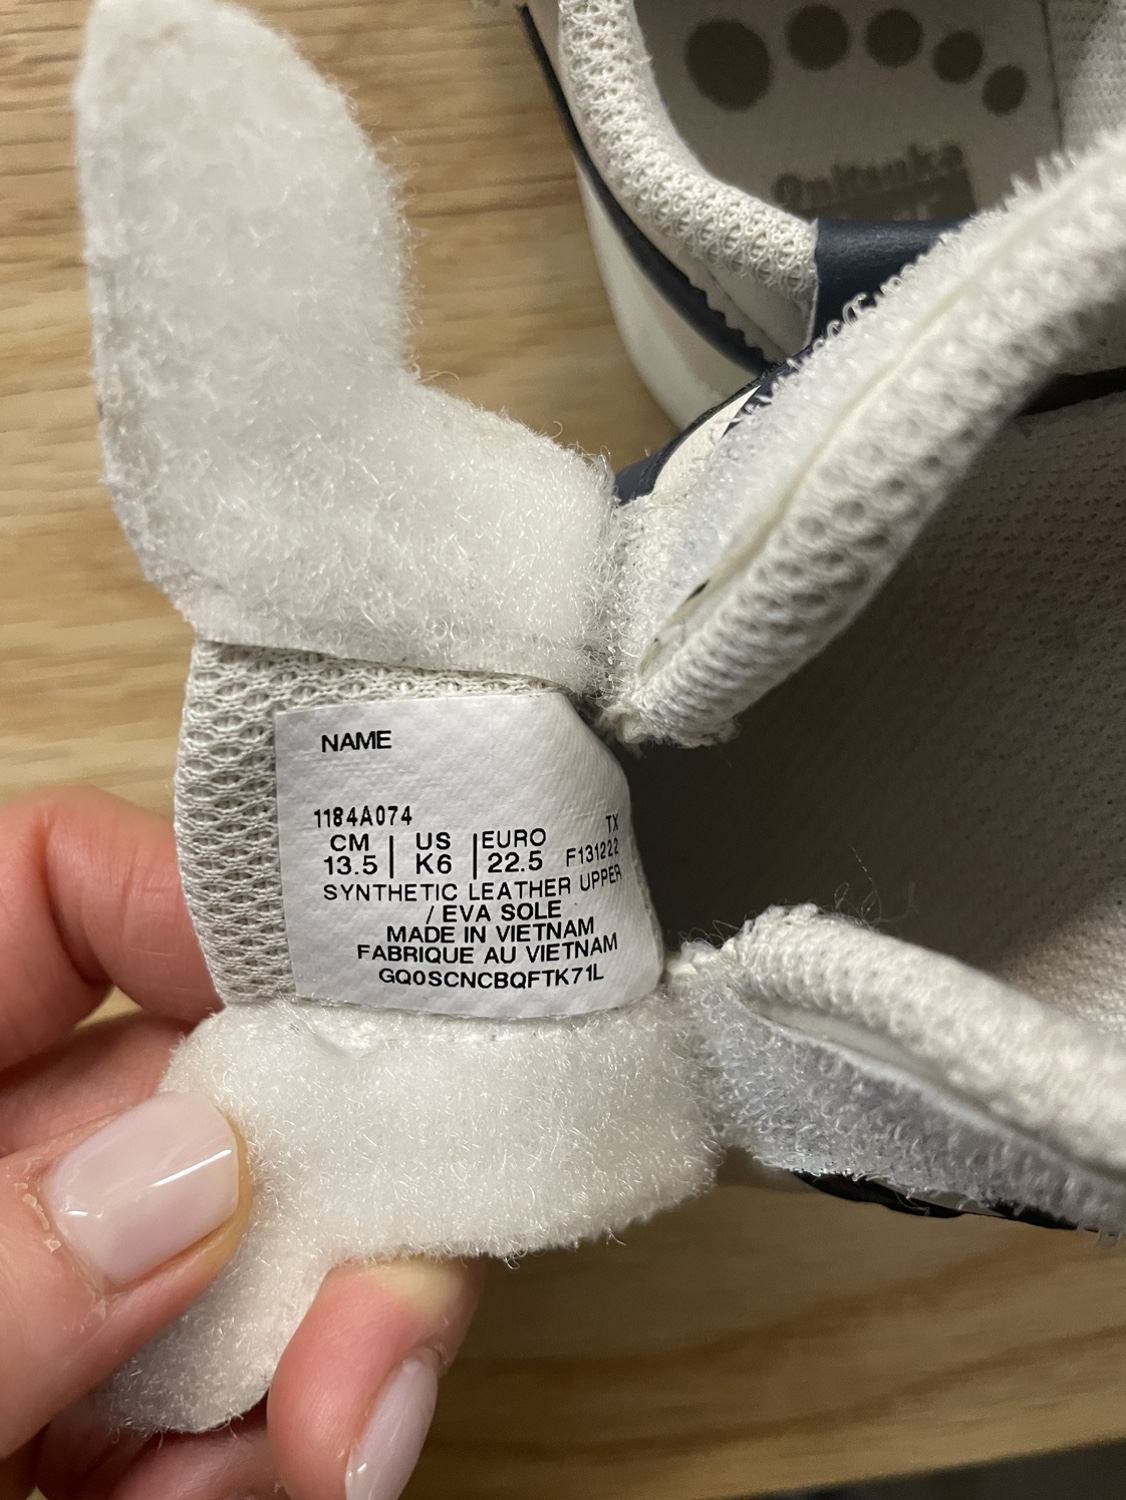 Onitsuka
NAME
1184A074
CM | US | EURO TX
13.5 | K6 | 22.5 F131222
SYNTHETIC LEATHER UPPER
/ EVA SOLE
MADE IN VIETNAM
FABRIQUE AU VIETNAM
GQ0SCNCBQFTK71L